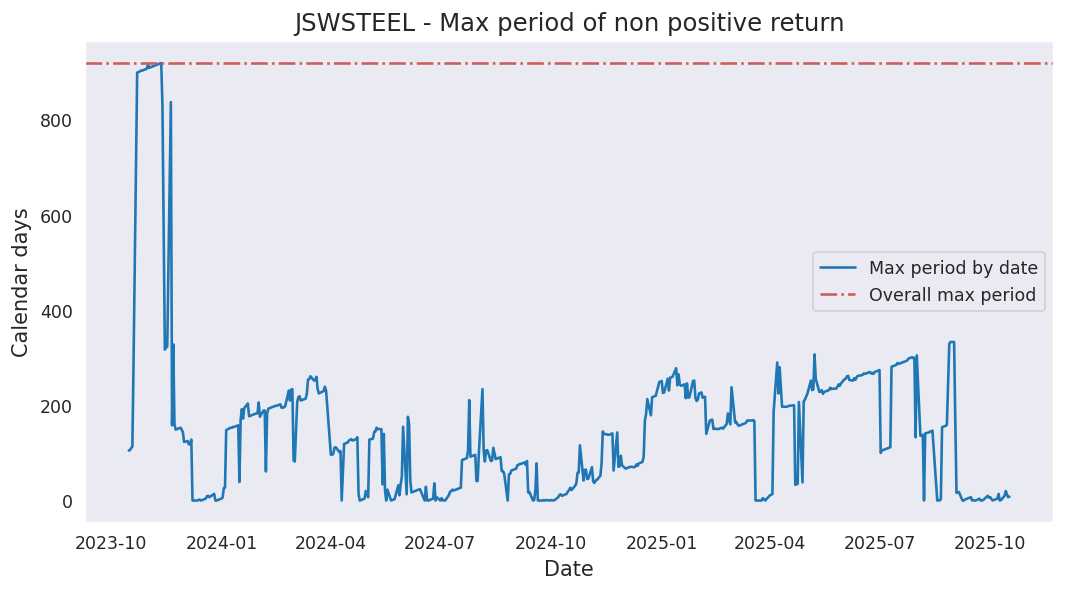 JSWSTEEL - Max period of non positive return
Calendar days
800
600
400
200
0
Max period by date
Overall max period
2023-10 2024-01 2024-04 2024-07 2024-10 2025-01 2025-04 2025-07 2025-10
Date